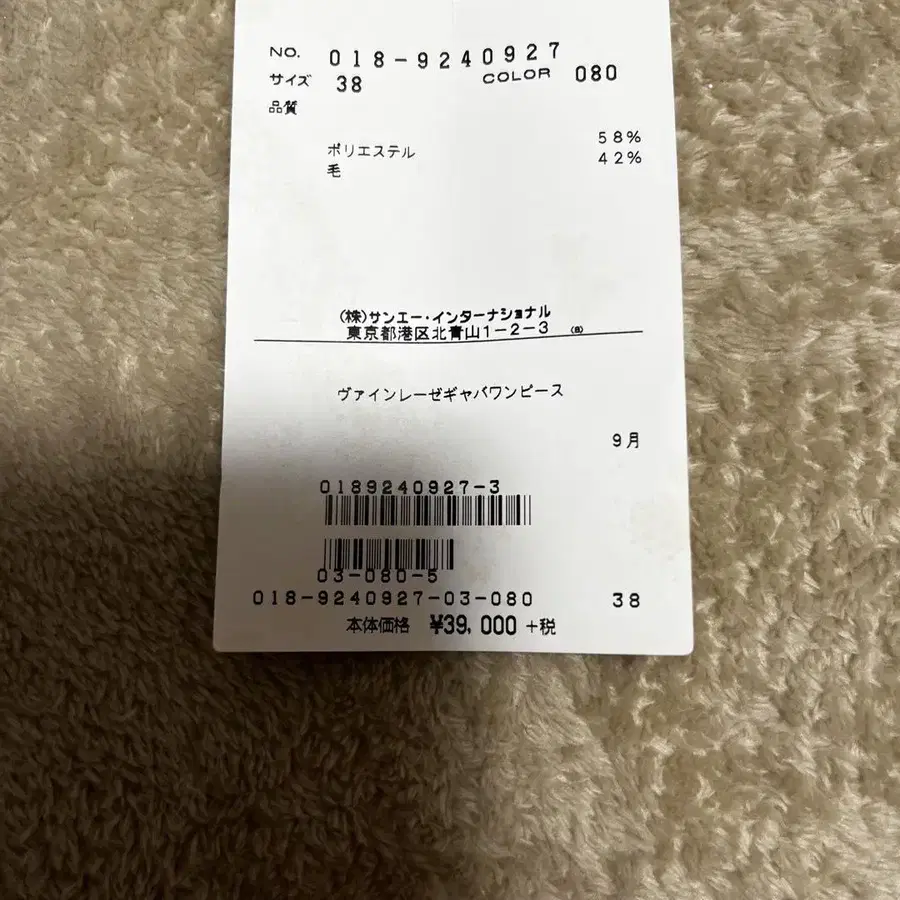 NO. 018-9240927
サイズ 38 COLOR 080
品質
ポリエステル 58%
毛 42%
(株)サンエー・インターナショナル
東京都港区北青山1-2-3 (8)
ヴァインレーゼギャバワンピース
9月
0189240927-3
03-080-5
018-9240927-03-080 38
本体価格 ¥39,000 +税